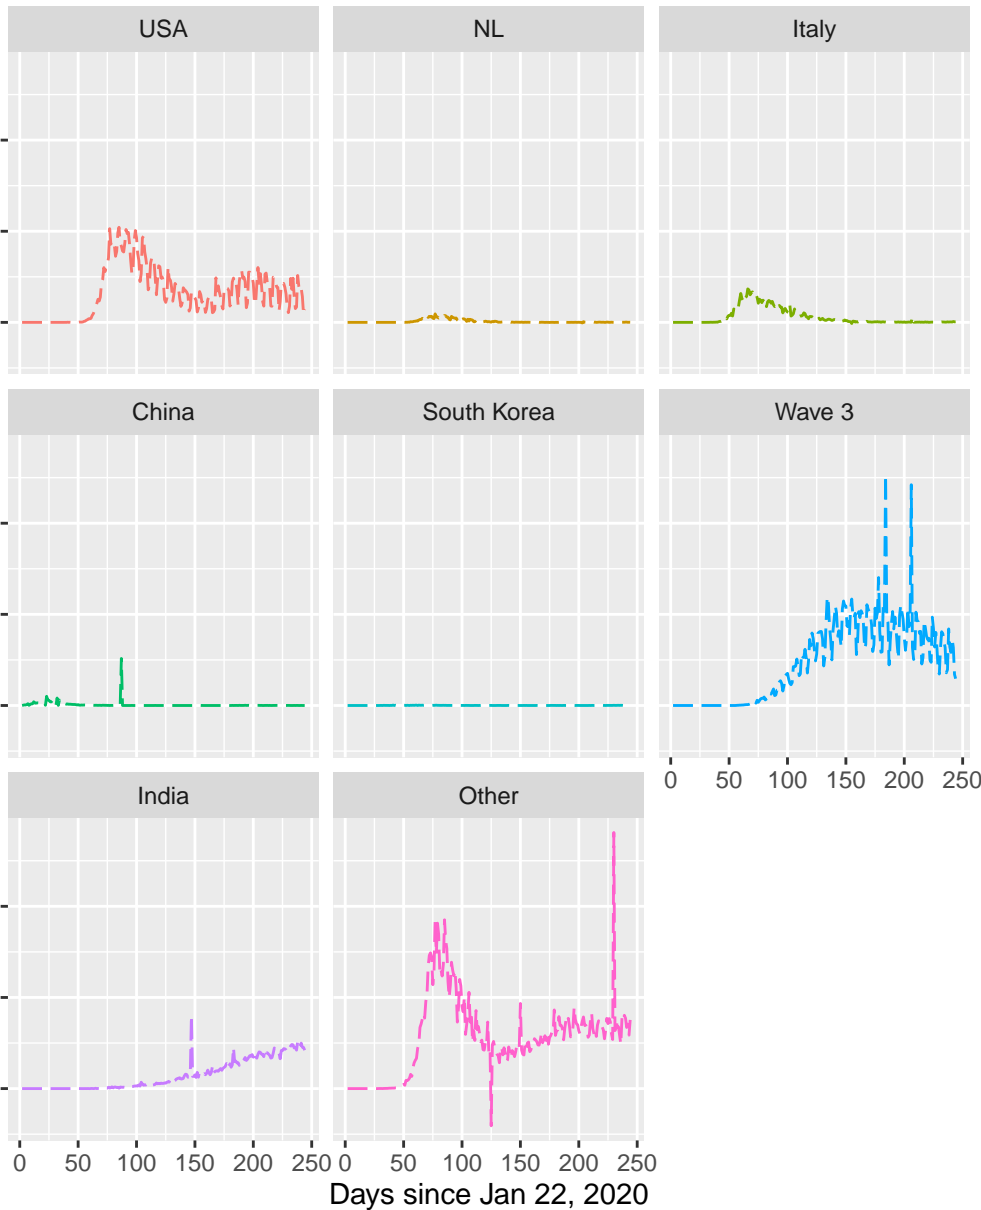 USA NL Italy
China South Korea Wave 3
0 50 100 150 200 250
India Other
0 50 100 150 200 250 0 50 100 150 200 250
Days since Jan 22, 2020